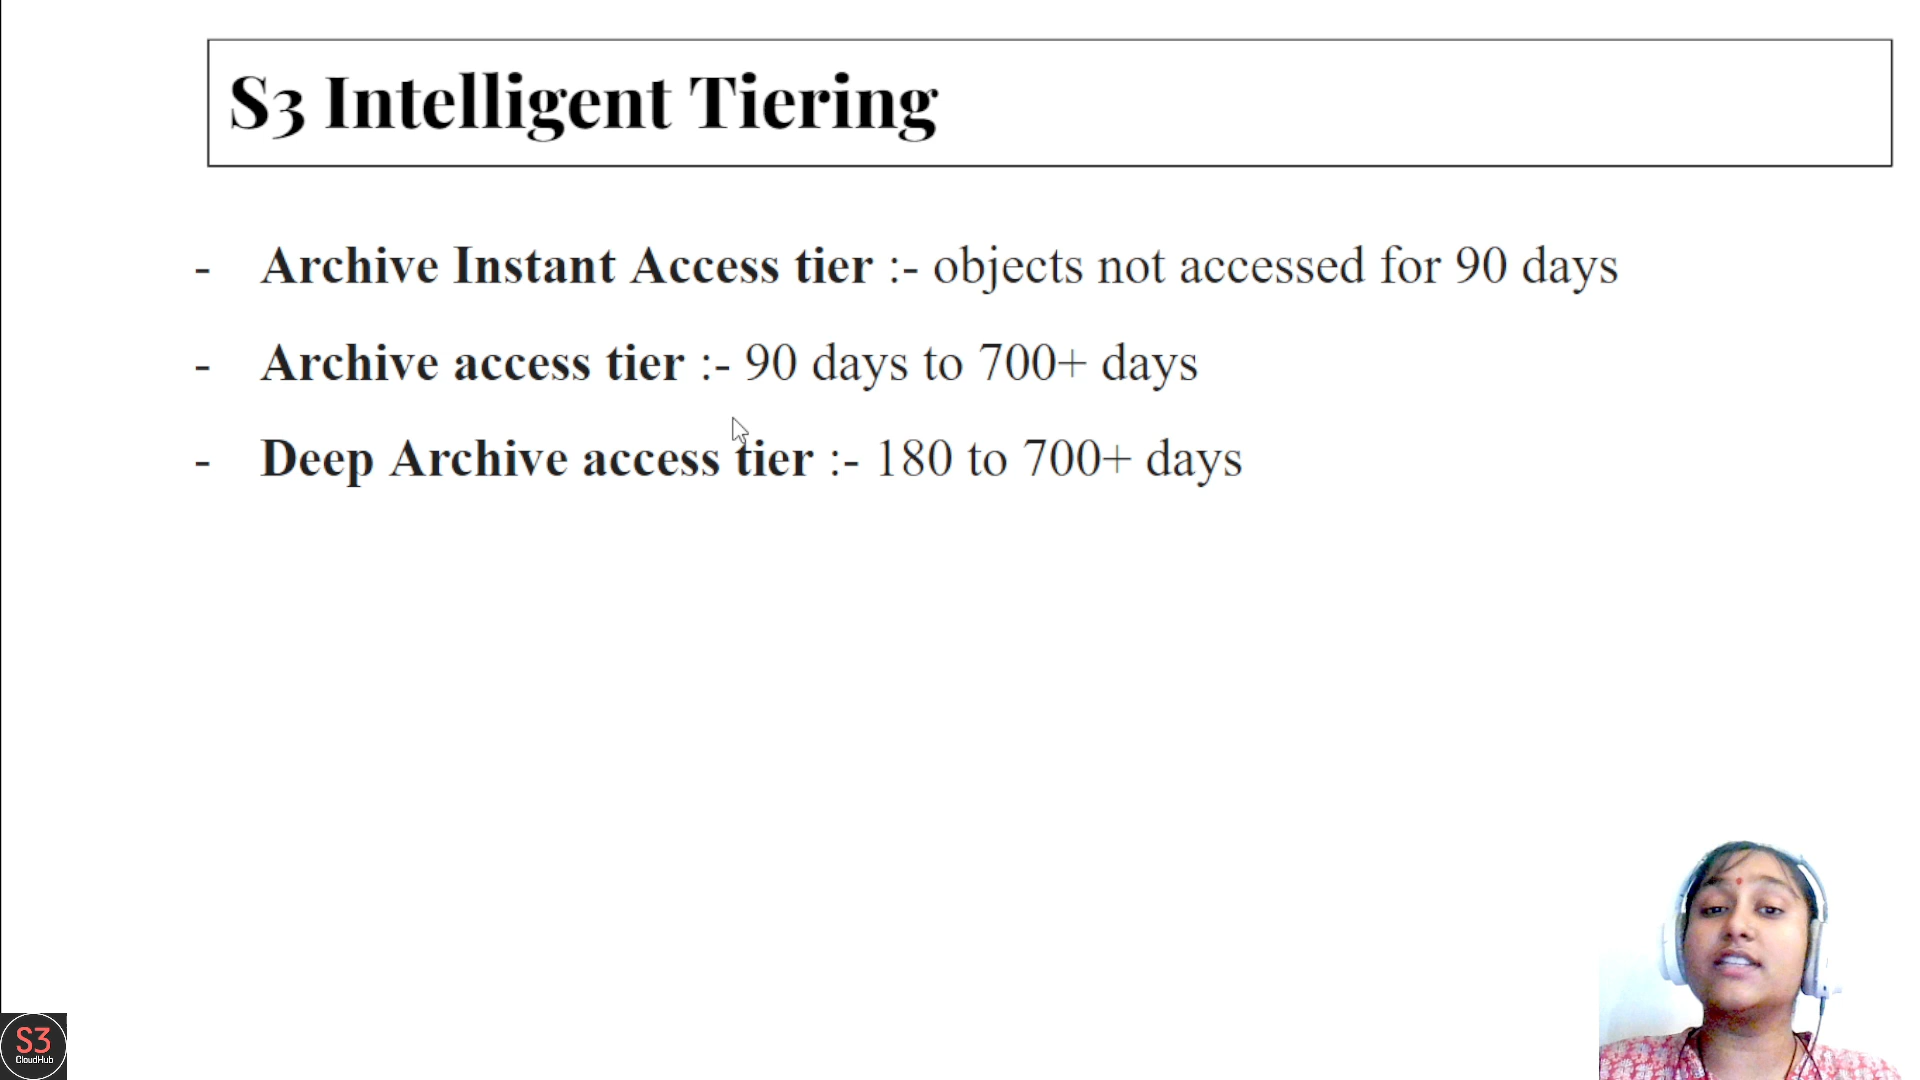 S3 Intelligent Tiering
- Archive Instant Access tier :- objects not accessed for 90 days
- Archive access tier :- 90 days to 700+ days
- Deep Archive access tier :- 180 to 700+ days
S3
CloudHub